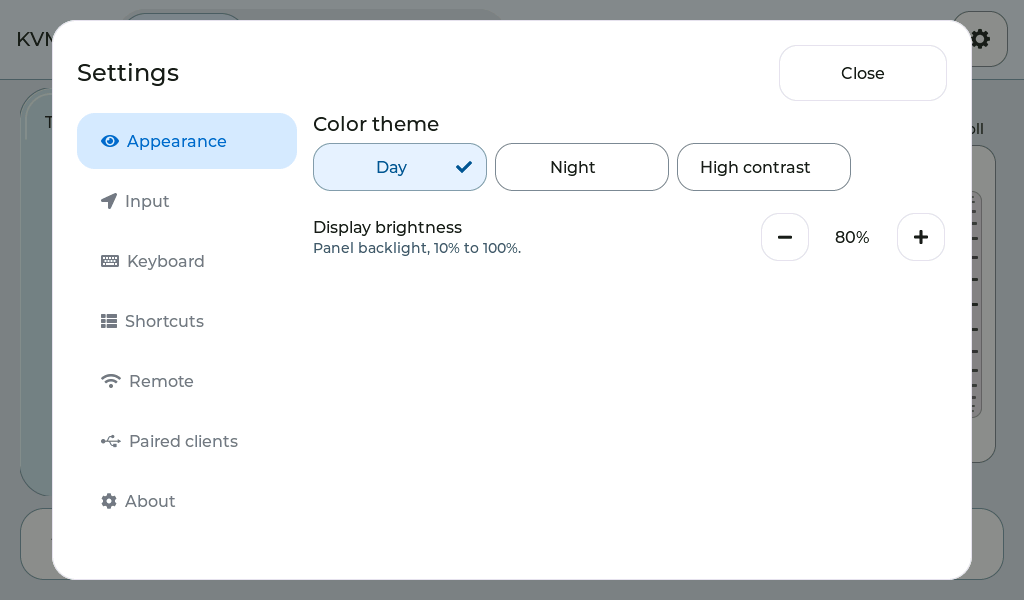 Settings
Close
Appearance
Input
Keyboard
Shortcuts
Remote
Paired clients
About
Color theme
Day
Night
High contrast
Display brightness
Panel backlight, 10% to 100%.
80%